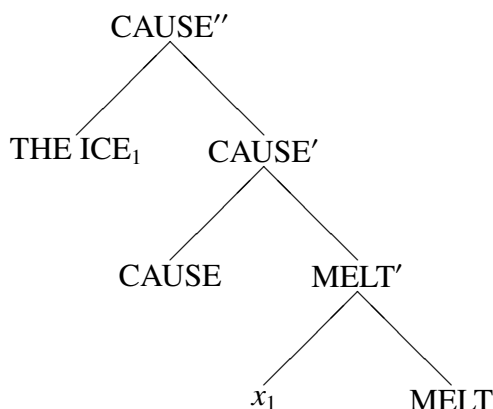 CAUSE′′
THE ICE₁ CAUSE′
CAUSE MELT′
x₁ MELT